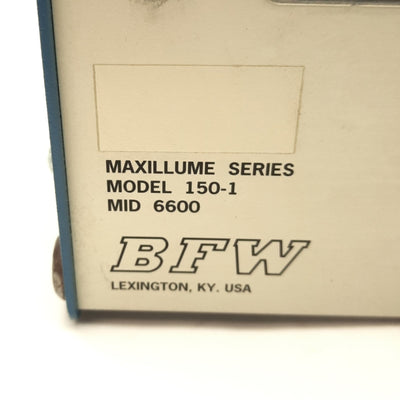 MAXILLUME SERIES
MODEL 150-1
MID 6600
BFW
LEXINGTON, KY. USA